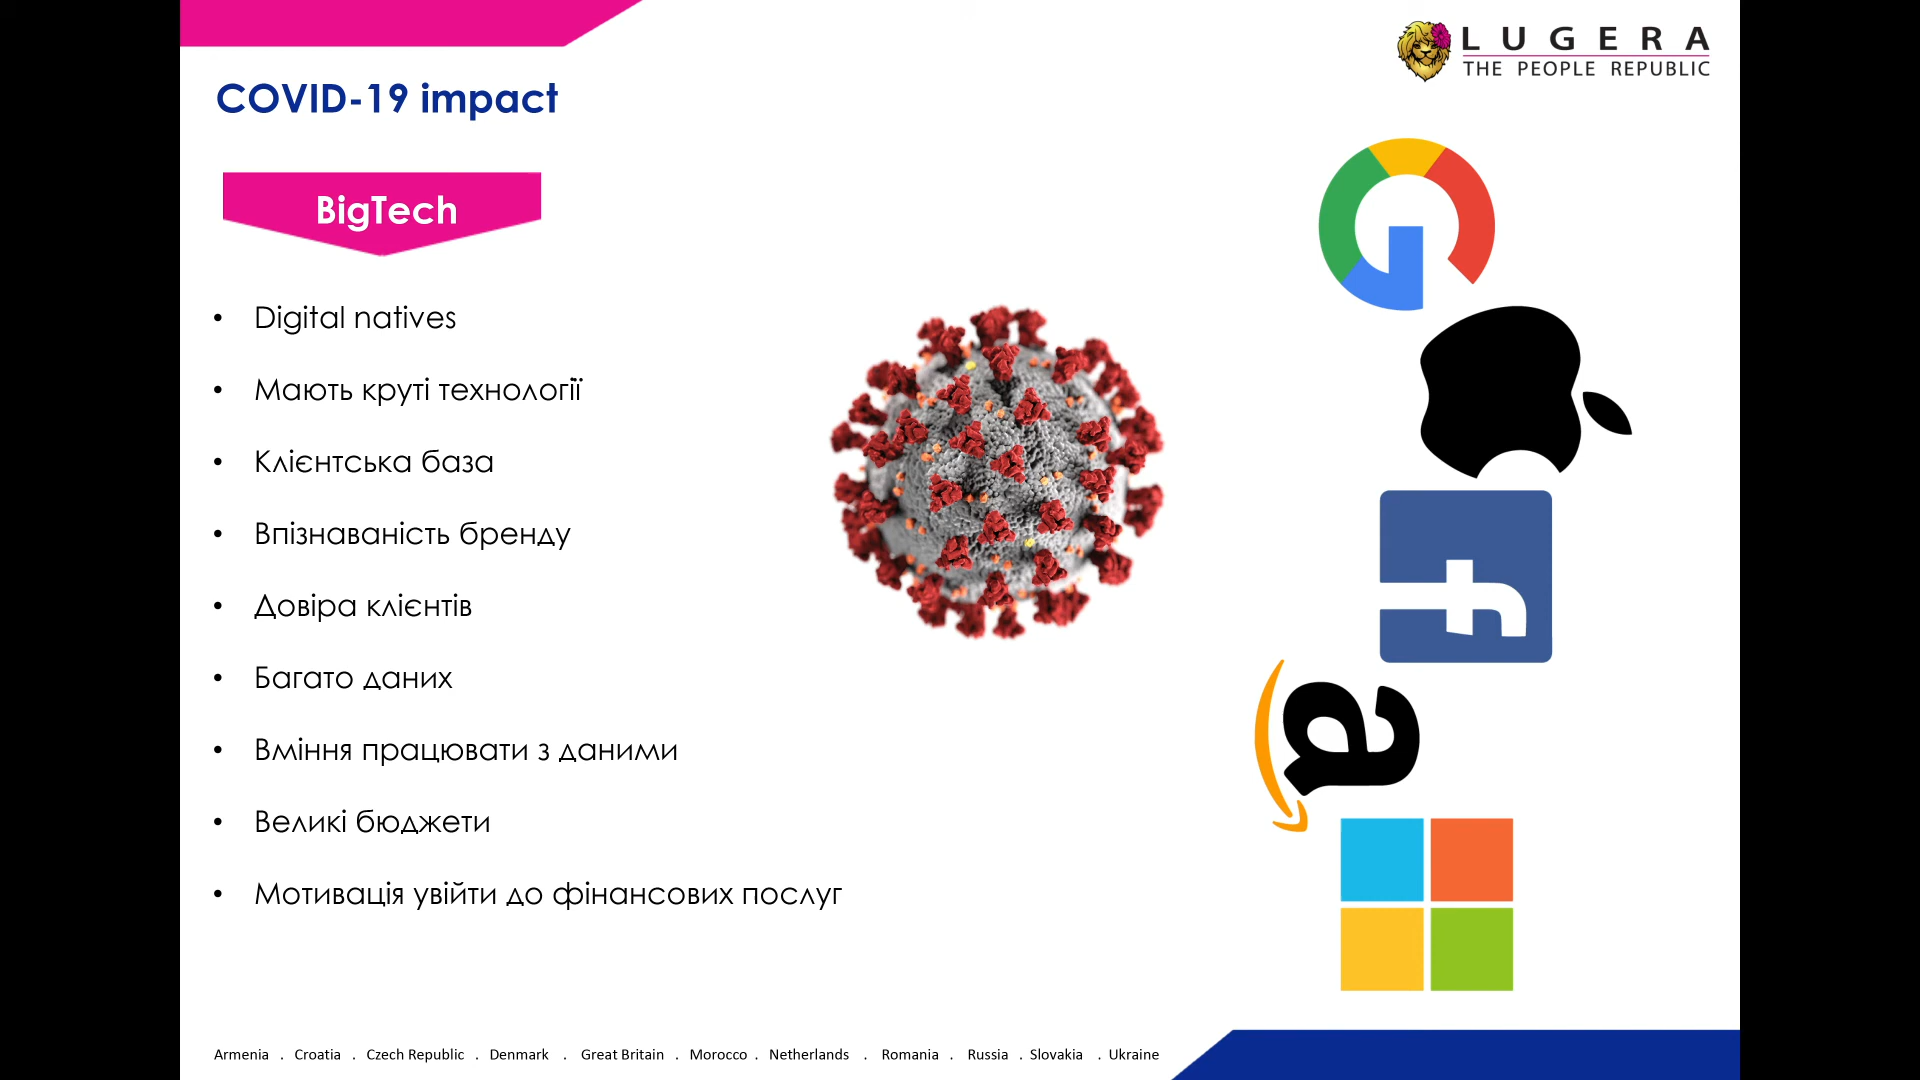 LUGERA
THE PEOPLE REPUBLIC
COVID-19 impact
BigTech
• Digital natives
• Мають круті технології
• Клієнтська база
• Впізнаваність бренду
• Довіра клієнтів
• Багато даних
• Вміння працювати з даними
• Великі бюджети
• Мотивація увійти до фінансових послуг
Armenia . Croatia . Czech Republic . Denmark . Great Britain . Morocco . Netherlands . Romania . Russia . Slovakia . Ukraine